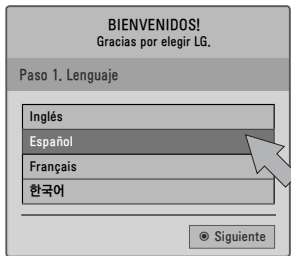 BIENVENIDOS!
Gracias por elegir LG.
Paso 1. Lenguaje
Inglés
Español
Français
한국어
◉ Siguiente